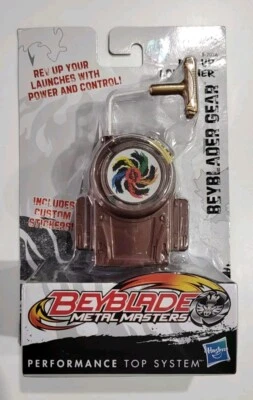 REV UP YOUR
LAUNCHES WITH
POWER AND CONTROL!
BEYBLADER GEAR
INCLUDES
CUSTOM
STICKERS!
BEYBLADE
METAL MASTERS
PERFORMANCE TOP SYSTEM™
Hasbro